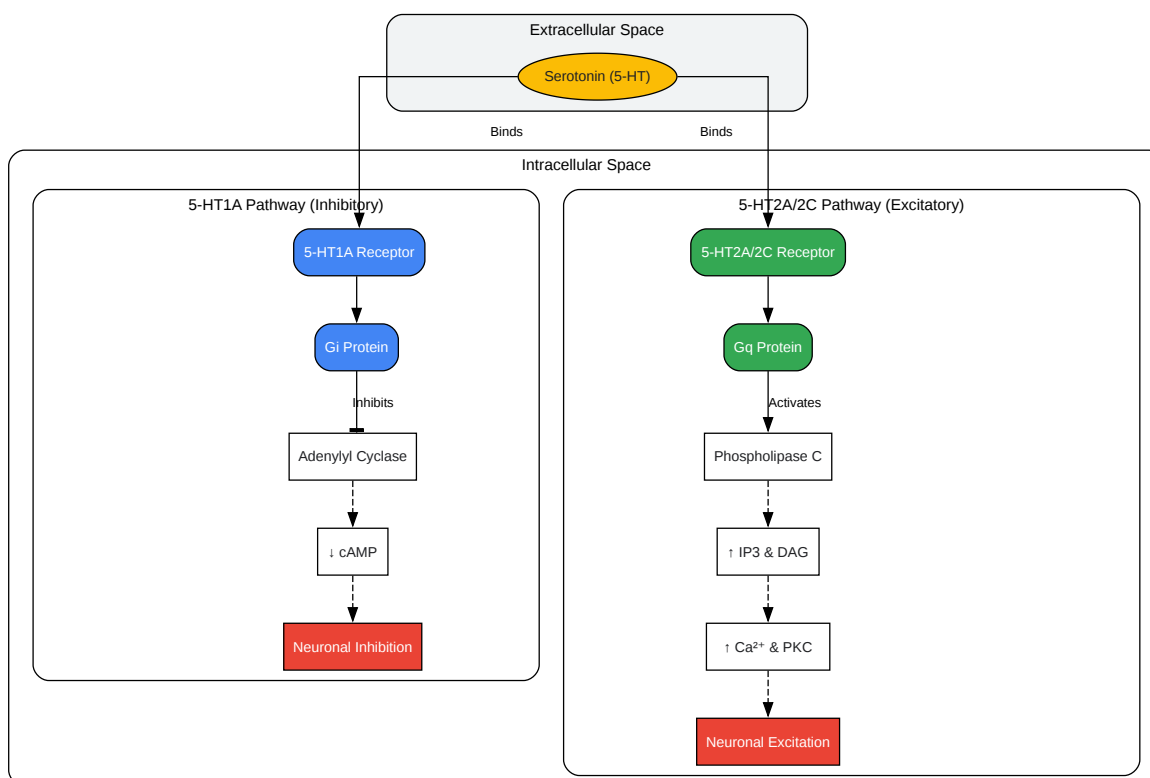 Extracellular Space
Serotonin (5-HT)
Binds
Binds
Intracellular Space
5-HT1A Pathway (Inhibitory)
5-HT1A Receptor
Gi Protein
Inhibits
Adenylyl Cyclase
↓ cAMP
Neuronal Inhibition
5-HT2A/2C Pathway (Excitatory)
5-HT2A/2C Receptor
Gq Protein
Activates
Phospholipase C
↑ IP3 & DAG
↑ Ca²⁺ & PKC
Neuronal Excitation